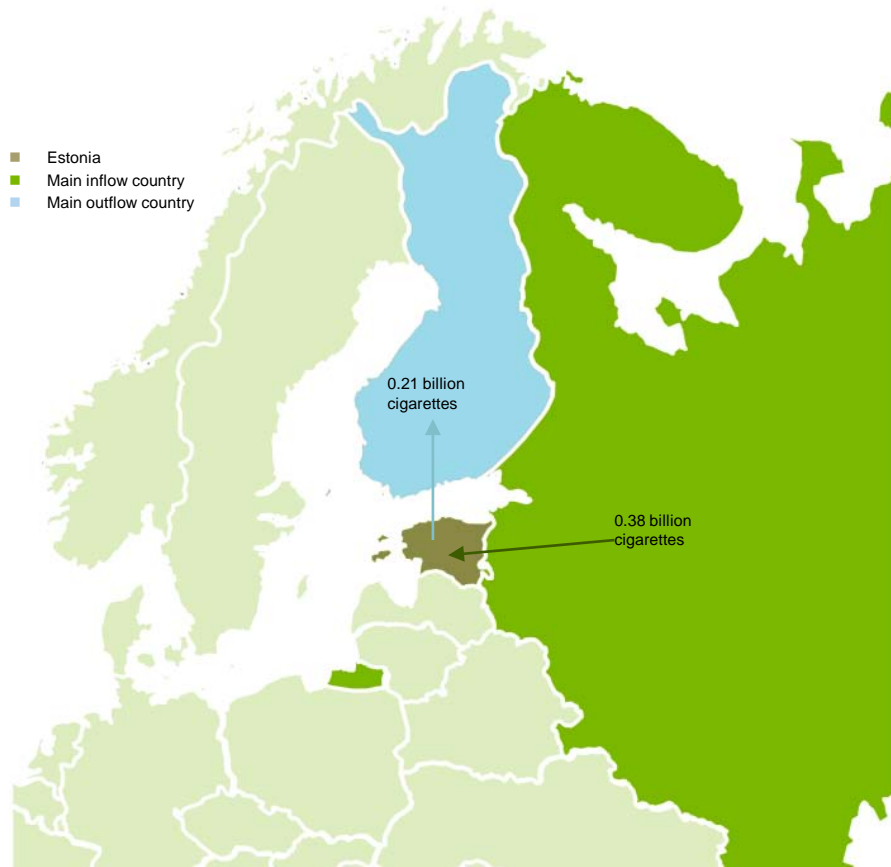 Estonia
Main inflow country
Main outflow country
0.21 billion
cigarettes
0.38 billion
cigarettes